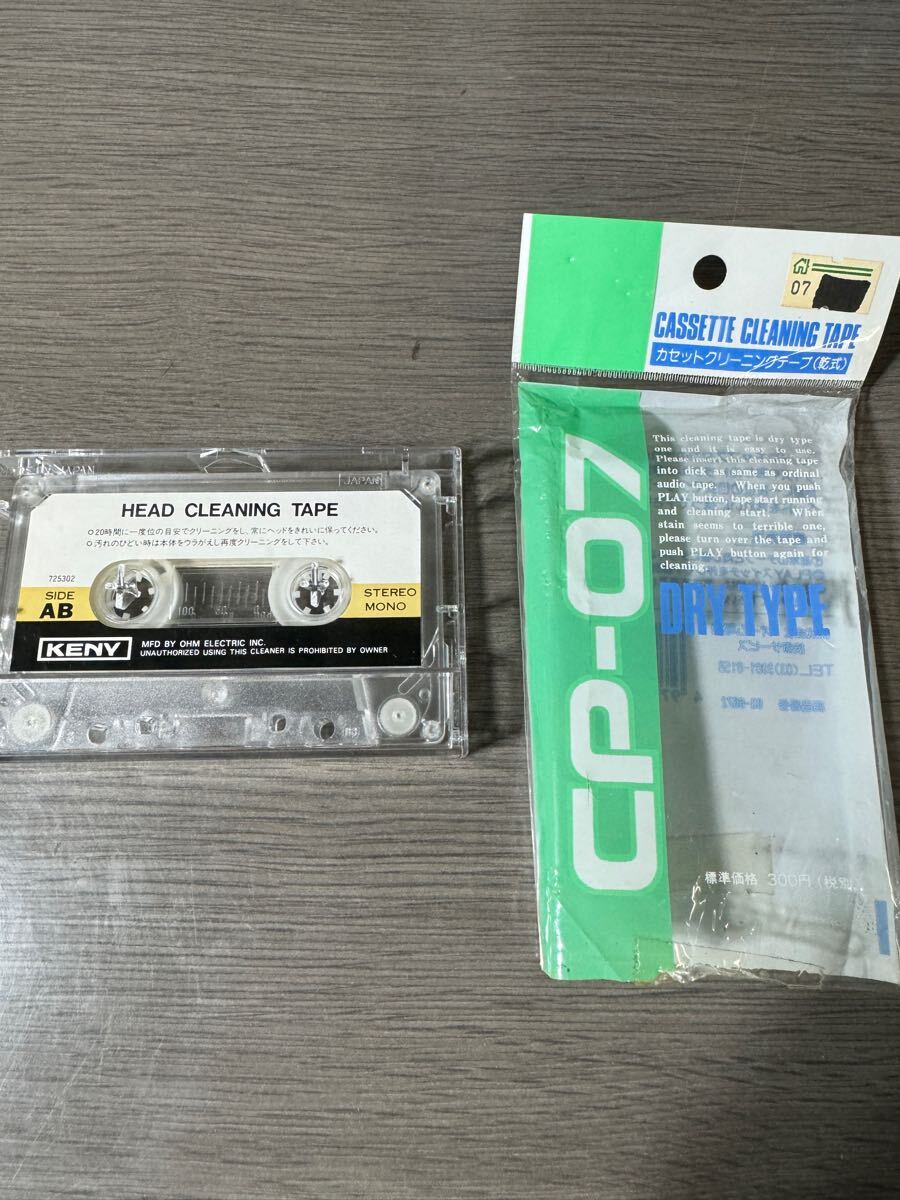 JAPAN
JAPAN
HEAD CLEANING TAPE
○20時間に一度位の目安でクリーニングをし、常にヘッドをきれいに保ってください。
○汚れのひどい時は本体をウラがえし再度クリーニングをして下さい。
725302
SIDE
AB
100 50 0
STEREO
MONO
KENV
MFD BY OHM ELECTRIC INC.
UNAUTHORIZED USING THIS CLEANER IS PROHIBITED BY OWNER
07
CASSETTE CLEANING TAPE
カセットクリーニングテープ(乾式)
This cleaning tape is dry type
one and it is easy to use.
Please insert this cleaning tape
into dick as same as ordinal
audio tape. When you push
PLAY button, tape start running
and cleaning start. When
stain seems to terrible one,
please turn over the tape and
push PLAY button again for
cleaning.
DRY TYPE
CP-07
標準価格 300円(税別)